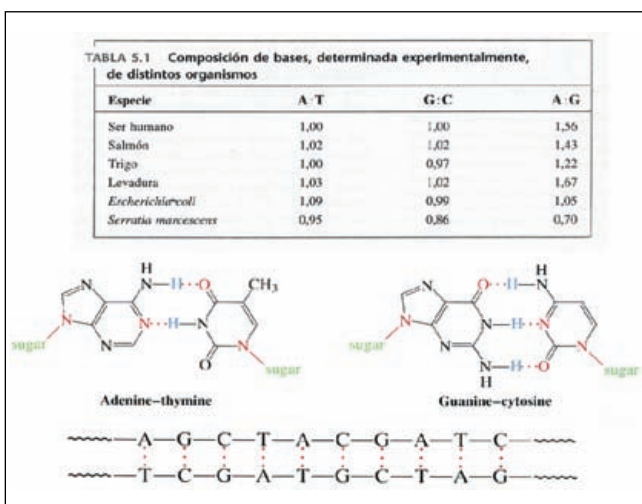 TABLA 5.1 Composición de bases, determinada experimentalmente,
de distintos organismos
Especie A:T G:C A:G
Ser humano 1,00 1,00 1,56
Salmón 1,02 1,02 1,43
Trigo 1,00 0,97 1,22
Levadura 1,03 1,02 1,67
Escherichia coli 1,09 0,99 1,05
Serratia marcescens 0,95 0,86 0,70
H
N H O CH₃
N N
N N H N
sugar N
O sugar
Adenine–thymine
O H N H
N N H N
sugar N N N
N H O sugar
H
Guanine–cytosine
A G C T A C G A T C
T C G A T G C T A G